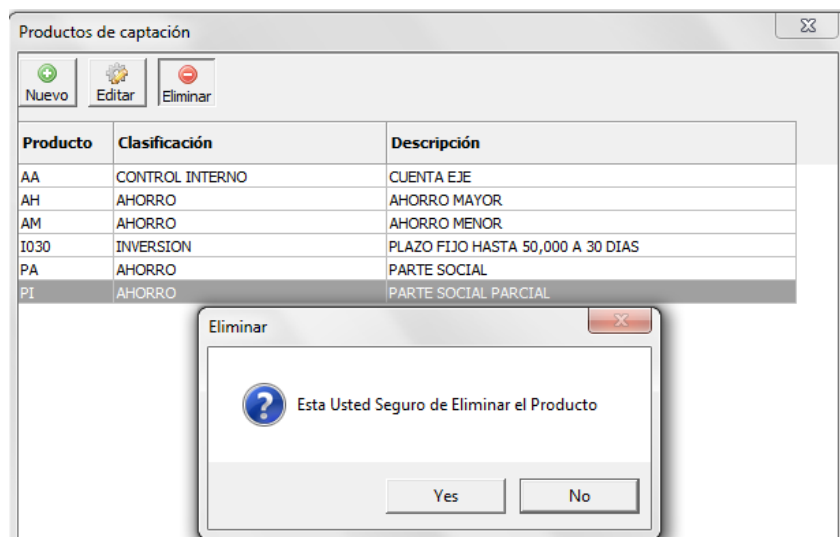 Productos de captación
Nuevo Editar Eliminar
Producto Clasificación Descripción
AA CONTROL INTERNO CUENTA EJE
AH AHORRO AHORRO MAYOR
AM AHORRO AHORRO MENOR
I030 INVERSION PLAZO FIJO HASTA 50,000 A 30 DIAS
PA AHORRO PARTE SOCIAL
PI AHORRO PARTE SOCIAL PARCIAL
Eliminar
Esta Usted Seguro de Eliminar el Producto
Yes No